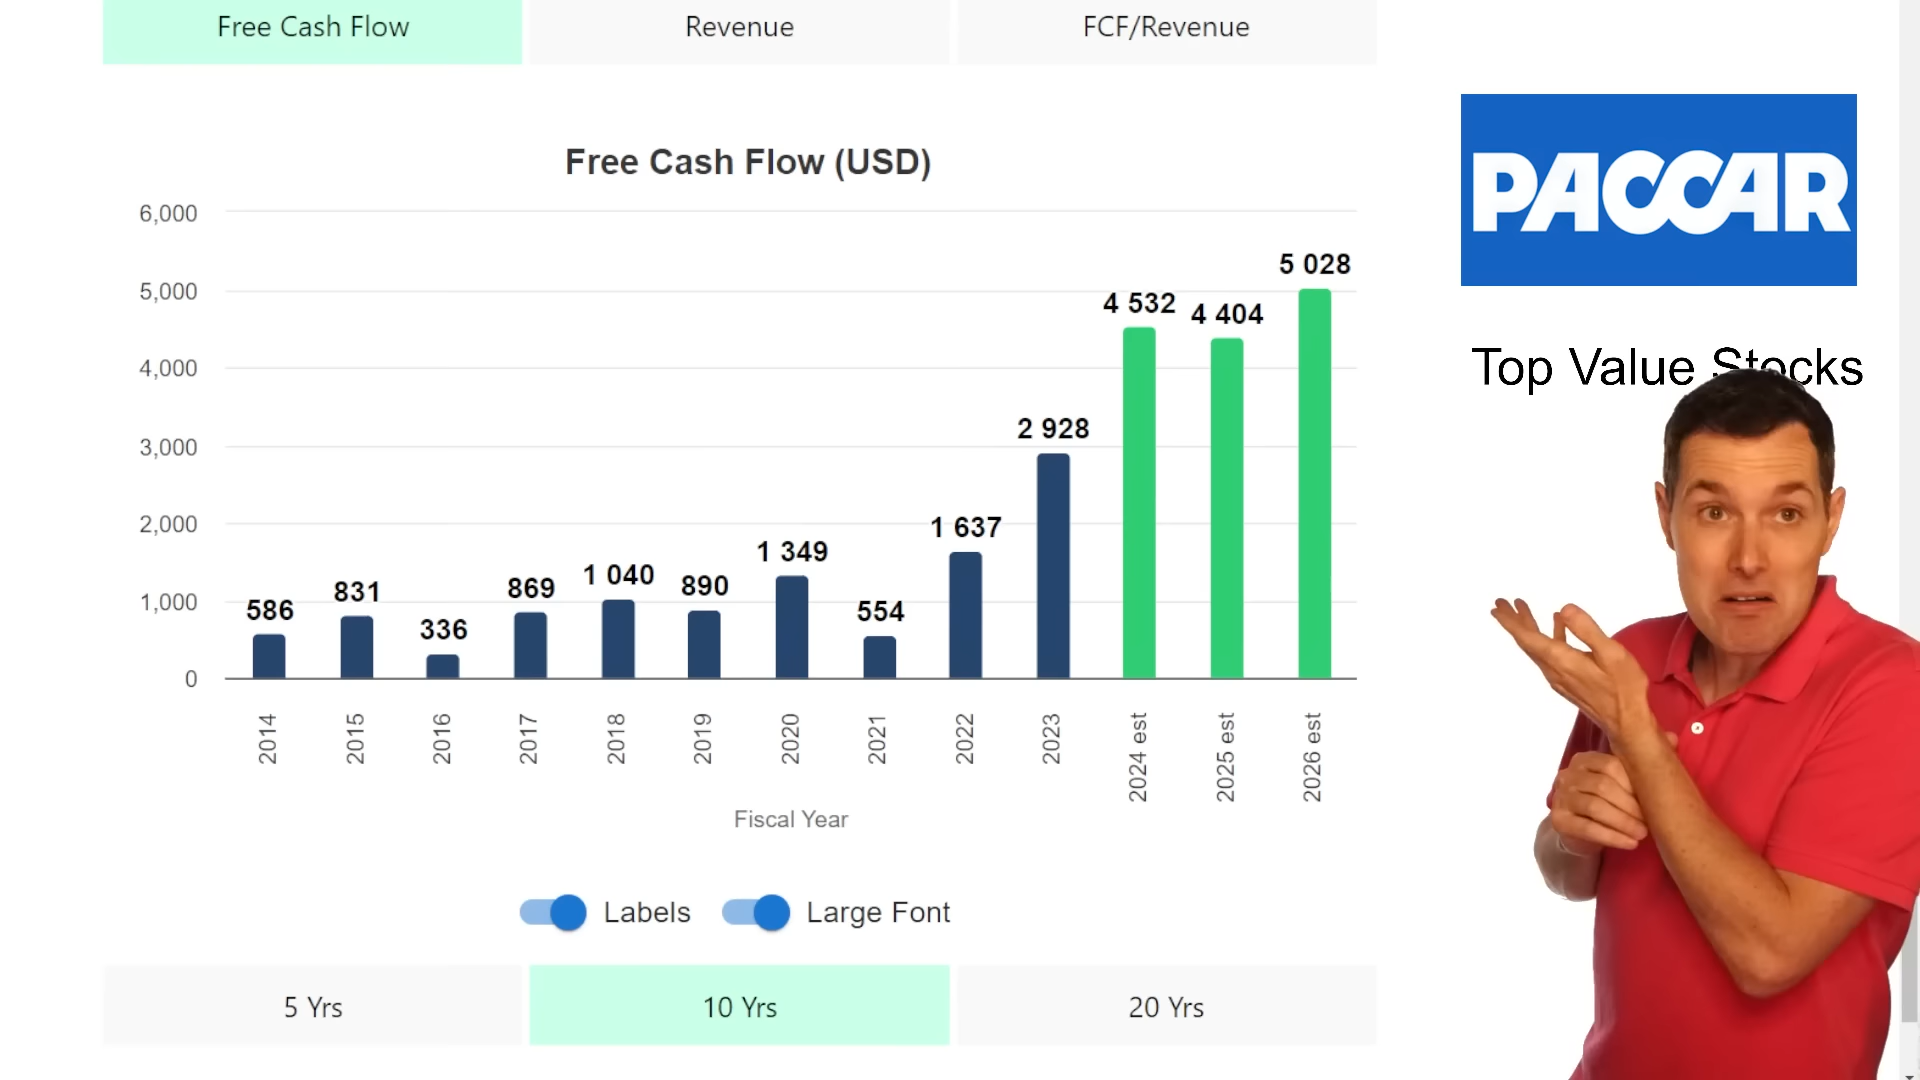 Free Cash Flow
Revenue
FCF/Revenue
Free Cash Flow (USD)
PACCAR
Top Value Stocks
6,000
5,000
4,000
3,000
2,000
1,000
0
586
831
336
869
1 040
890
1 349
554
1 637
2 928
4 532
4 404
5 028
2014
2015
2016
2017
2018
2019
2020
2021
2022
2023
2024 est
2025 est
2026 est
Fiscal Year
Labels
Large Font
5 Yrs
10 Yrs
20 Yrs